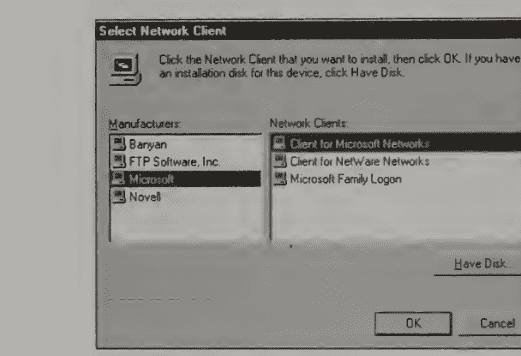 Select Network Client
Click the Network Client that you want to install, then click OK. If you have
an installation disk for this device, click Have Disk.
Manufacturers:
Network Clients:
Banyan
FTP Software, Inc.
Microsoft
Novell
Client for Microsoft Networks
Client for NetWare Networks
Microsoft Family Logon
Have Disk...
OK
Cancel